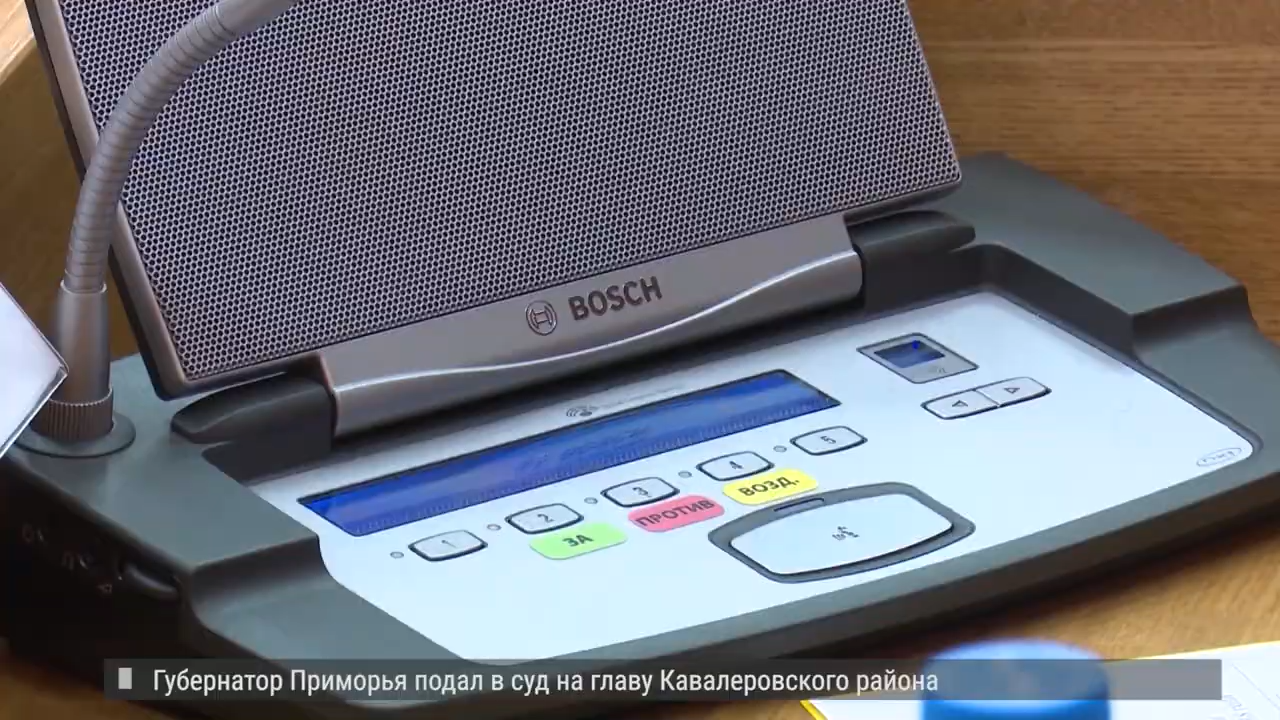 BOSCH
1
2
3
4
5
ЗА
ПРОТИВ
ВОЗД.
Губернатор Приморья подал в суд на главу Кавалеровского района